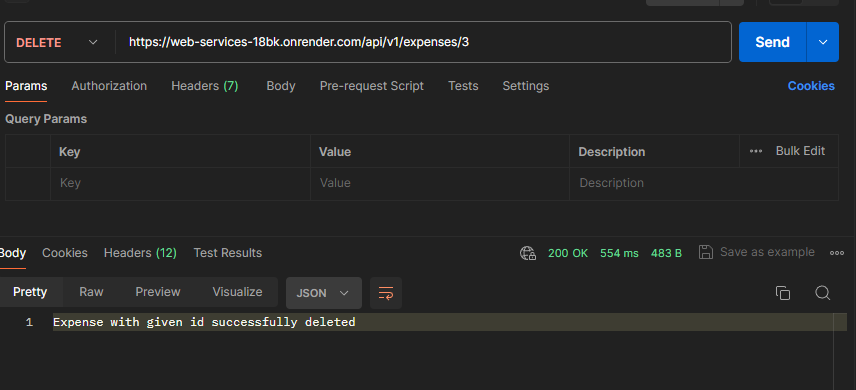 DELETE https://web-services-18bk.onrender.com/api/v1/expenses/3 Send
Params Authorization Headers (7) Body Pre-request Script Tests Settings Cookies
Query Params
Key Value Description ••• Bulk Edit
Key Value Description
Body Cookies Headers (12) Test Results 200 OK 554 ms 483 B Save as example
Pretty Raw Preview Visualize JSON
1 Expense with given id successfully deleted